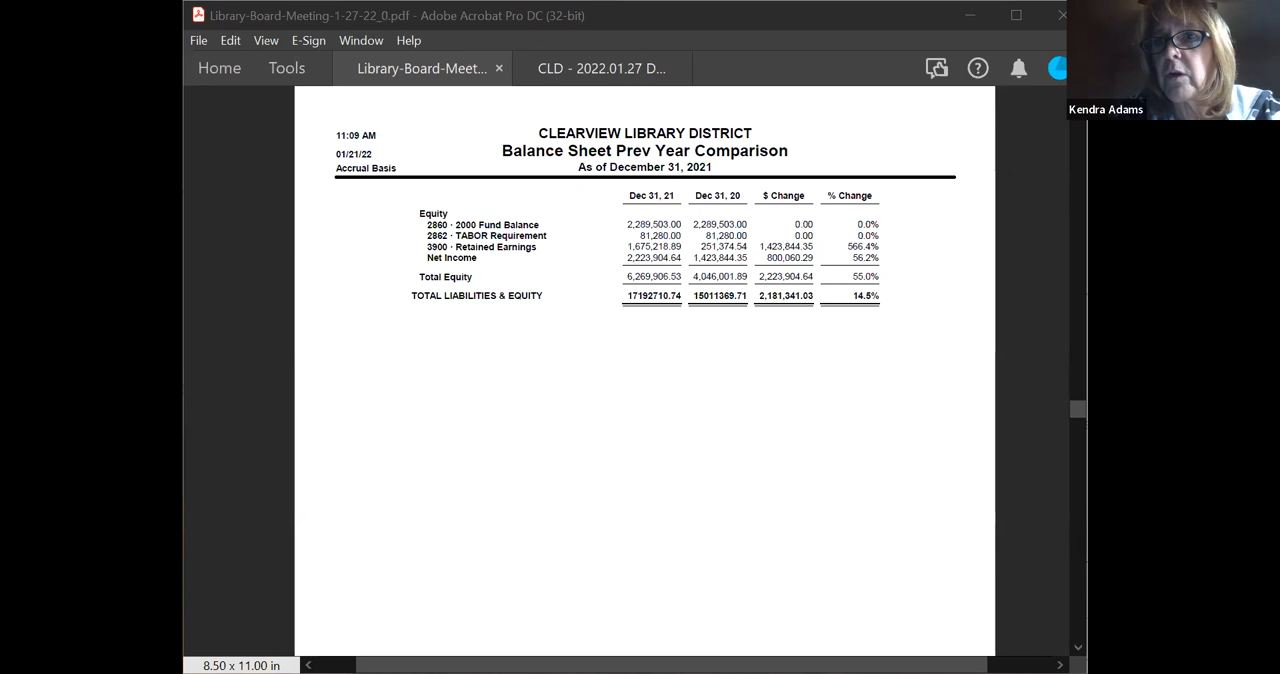 Library-Board-Meeting-1-27-22_0.pdf - Adobe Acrobat Pro DC (32-bit)
File Edit View E-Sign Window Help
Home Tools Library-Board-Meet... × CLD - 2022.01.27 D...
Kendra Adams
11:09 AM CLEARVIEW LIBRARY DISTRICT
01/21/22 Balance Sheet Prev Year Comparison
Accrual Basis As of December 31, 2021
Dec 31, 21 Dec 31, 20 $ Change % Change
Equity
2860 · 2000 Fund Balance 2,289,503.00 2,289,503.00 0.00 0.0%
2862 · TABOR Requirement 81,280.00 81,280.00 0.00 0.0%
3900 · Retained Earnings 1,675,218.89 251,374.54 1,423,844.35 566.4%
Net Income 2,223,904.64 1,423,844.35 800,060.29 56.2%
Total Equity 6,269,906.53 4,046,001.89 2,223,904.64 55.0%
TOTAL LIABILITIES & EQUITY 17192710.74 15011369.71 2,181,341.03 14.5%
8.50 x 11.00 in